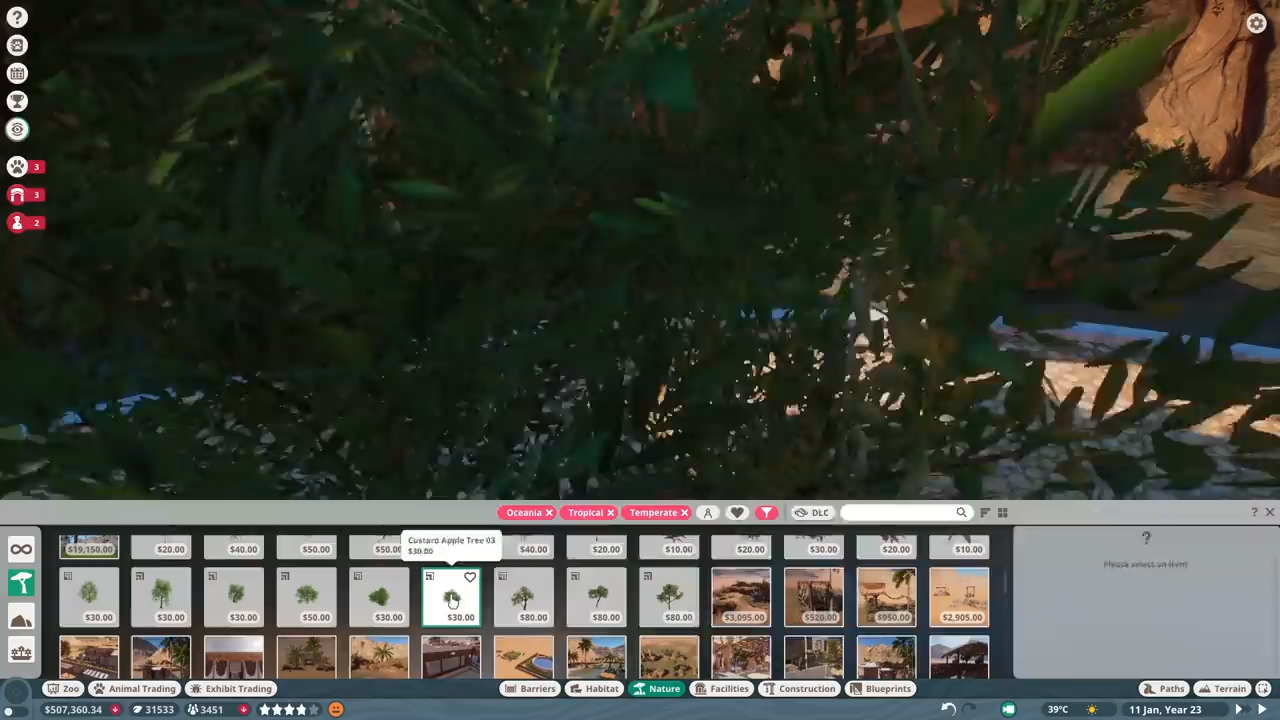 ?
3
3
2
Oceania ×
Tropical ×
Temperate ×
DLC
? ×
$19,150.00 $20.00 $40.00 $50.00 $50.00 $40.00 $20.00 $10.00 $20.00 $30.00 $20.00 $10.00
Custard Apple Tree 03
$30.00
$30.00 $30.00 $30.00 $50.00 $30.00 $30.00 $80.00 $80.00 $80.00 $3,095.00 $520.00 $950.00 $2,905.00
?
Please select an item
Zoo Animal Trading Exhibit Trading Barriers Habitat Nature Facilities Construction Blueprints Paths Terrain
$507,360.34 31533 3451 39°C 11 Jan, Year 23